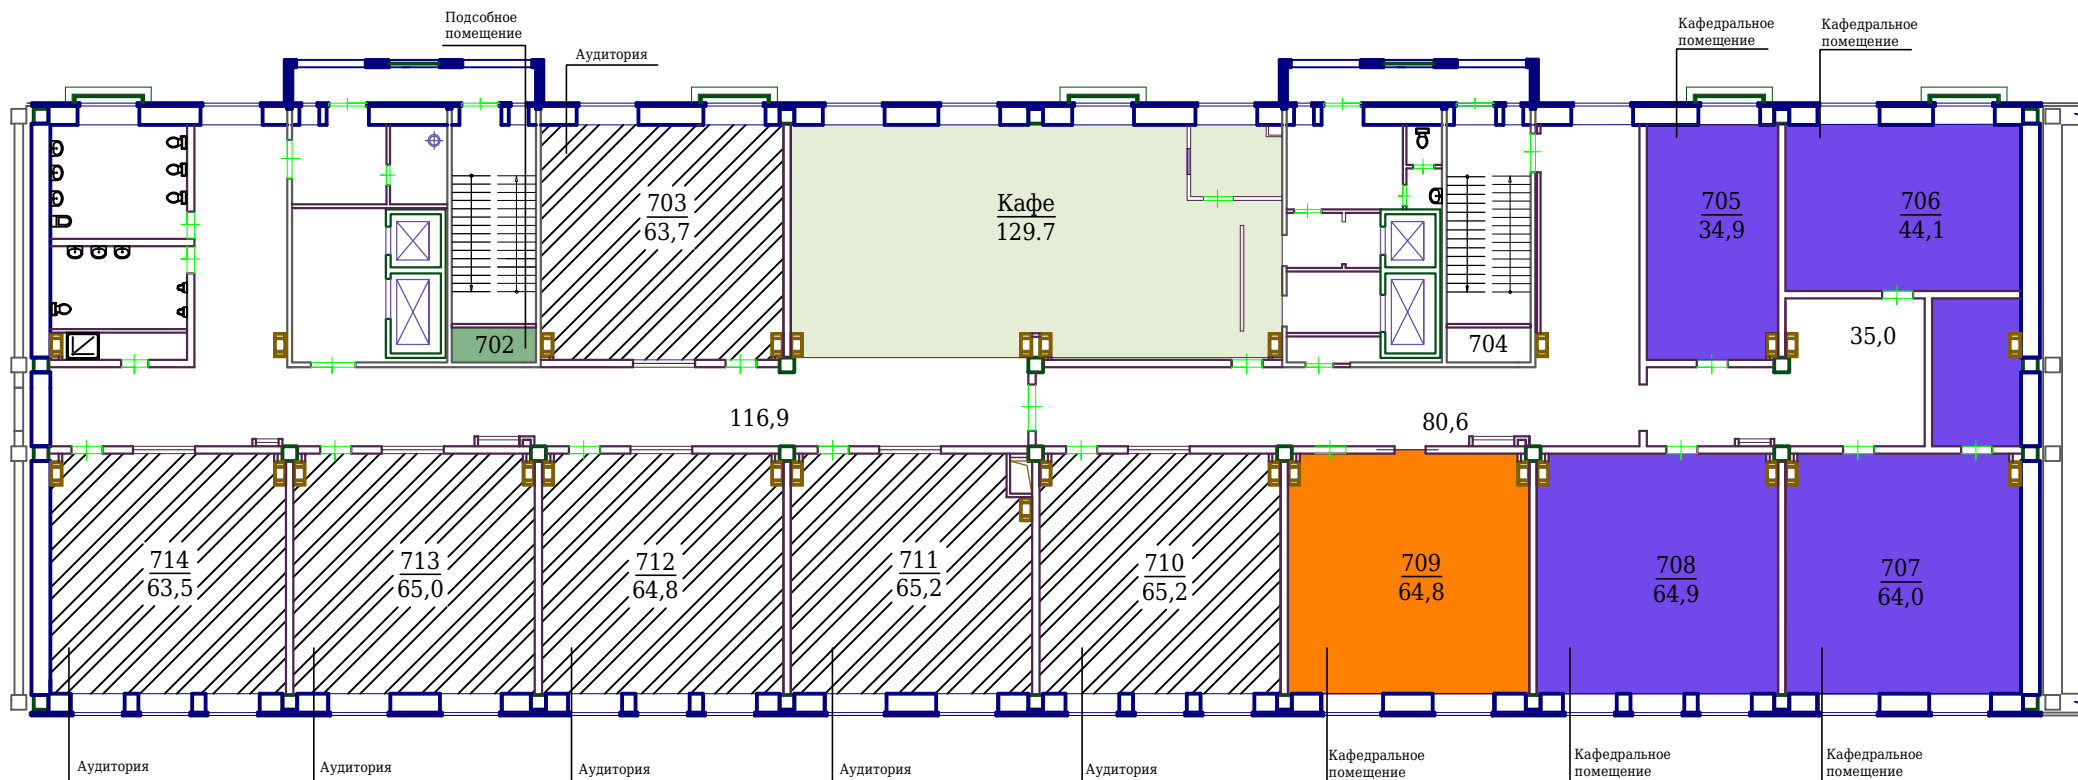 Подсобное
помещение
Аудитория
Кафедральное
помещение
Кафедральное
помещение
703
63,7
Кафе
129.7
705
34,9
706
44,1
702
704
35,0
116,9
80,6
714
63,5
713
65,0
712
64,8
711
65,2
710
65,2
709
64,8
708
64,9
707
64,0
Аудитория
Аудитория
Аудитория
Аудитория
Аудитория
Кафедральное
помещение
Кафедральное
помещение
Кафедральное
помещение